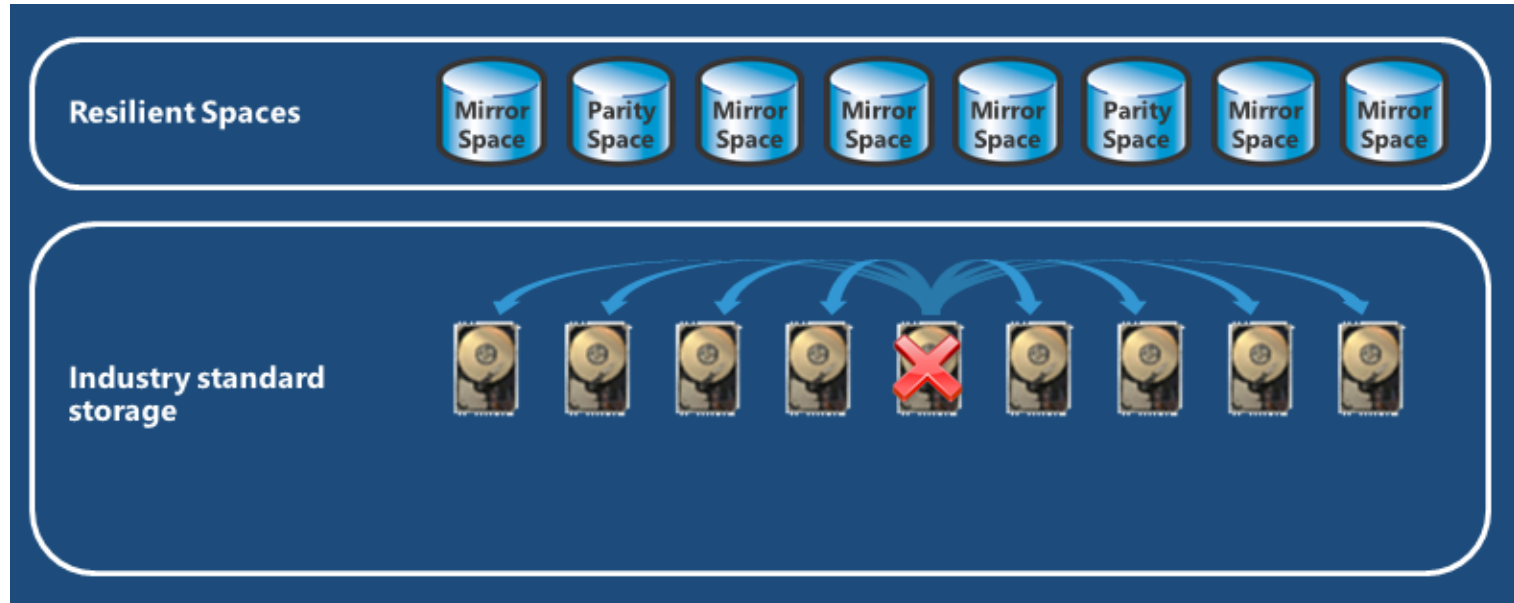 Resilient Spaces
Mirror
Space
Parity
Space
Mirror
Space
Mirror
Space
Mirror
Space
Parity
Space
Mirror
Space
Mirror
Space
Industry standard
storage